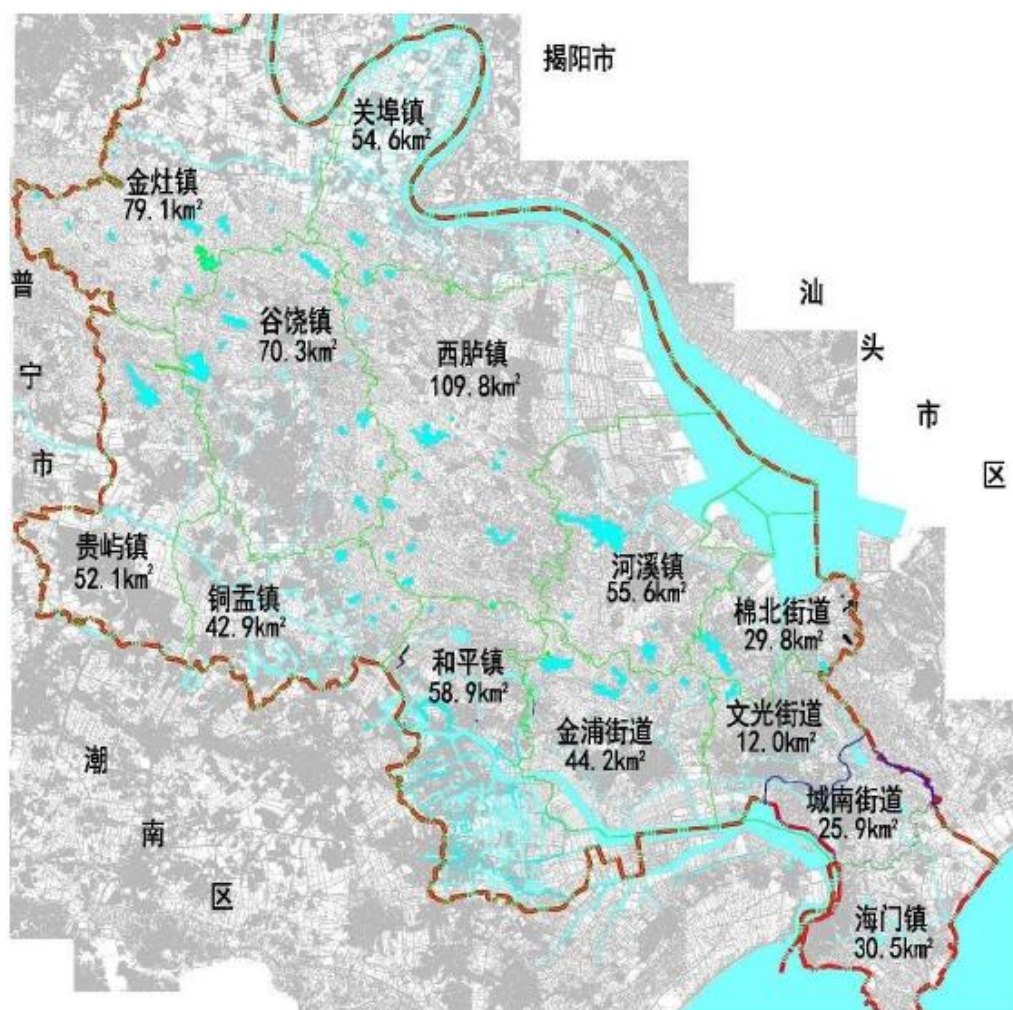 揭阳市
关埠镇
54.6km²
金灶镇
79.1km²
普宁市
汕头市区
谷饶镇
70.3km²
西胪镇
109.8km²
贵屿镇
52.1km²
铜盂镇
42.9km²
河溪镇
55.6km²
棉北街道
29.8km²
和平镇
58.9km²
金浦街道
44.2km²
文光街道
12.0km²
潮南区
城南街道
25.9km²
海门镇
30.5km²